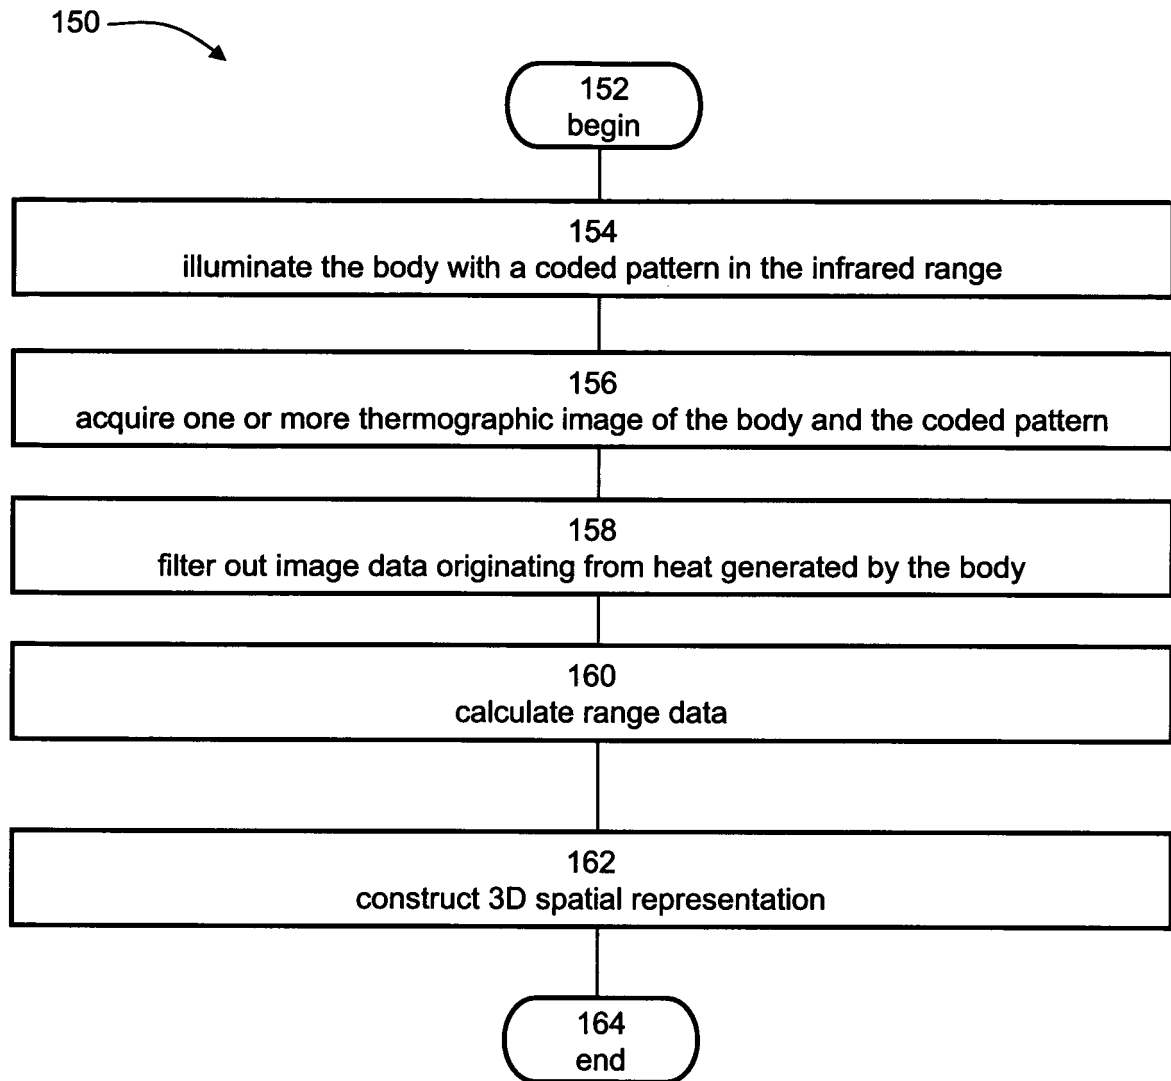 150
152
begin
154
illuminate the body with a coded pattern in the infrared range
156
acquire one or more thermographic image of the body and the coded pattern
158
filter out image data originating from heat generated by the body
160
calculate range data
162
construct 3D spatial representation
164
end